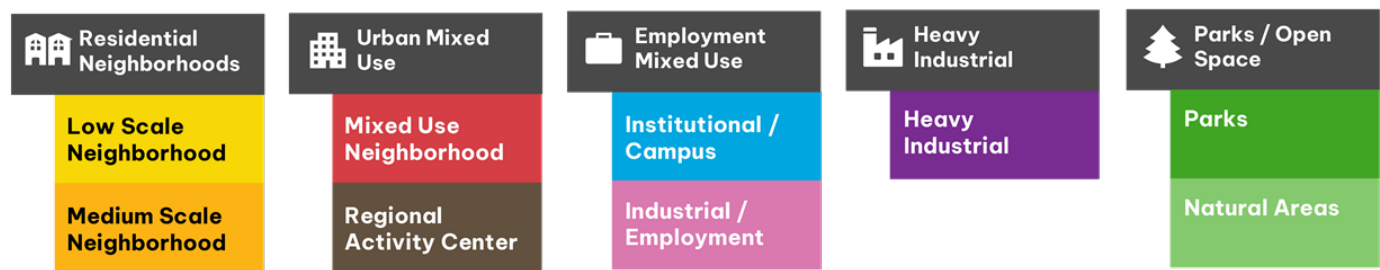 Residential
Neighborhoods
Low Scale
Neighborhood
Medium Scale
Neighborhood
Urban Mixed
Use
Mixed Use
Neighborhood
Regional
Activity Center
Employment
Mixed Use
Institutional /
Campus
Industrial /
Employment
Heavy
Industrial
Heavy
Industrial
Parks / Open
Space
Parks
Natural Areas